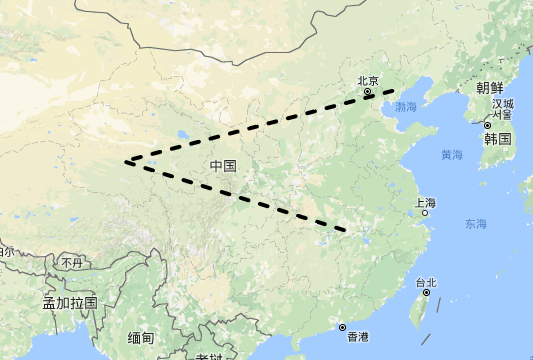 北京
朝鲜
渤海
汉城
서울
韩国
黄海
中国
上海
东海
不丹
台北
孟加拉国
缅甸
香港